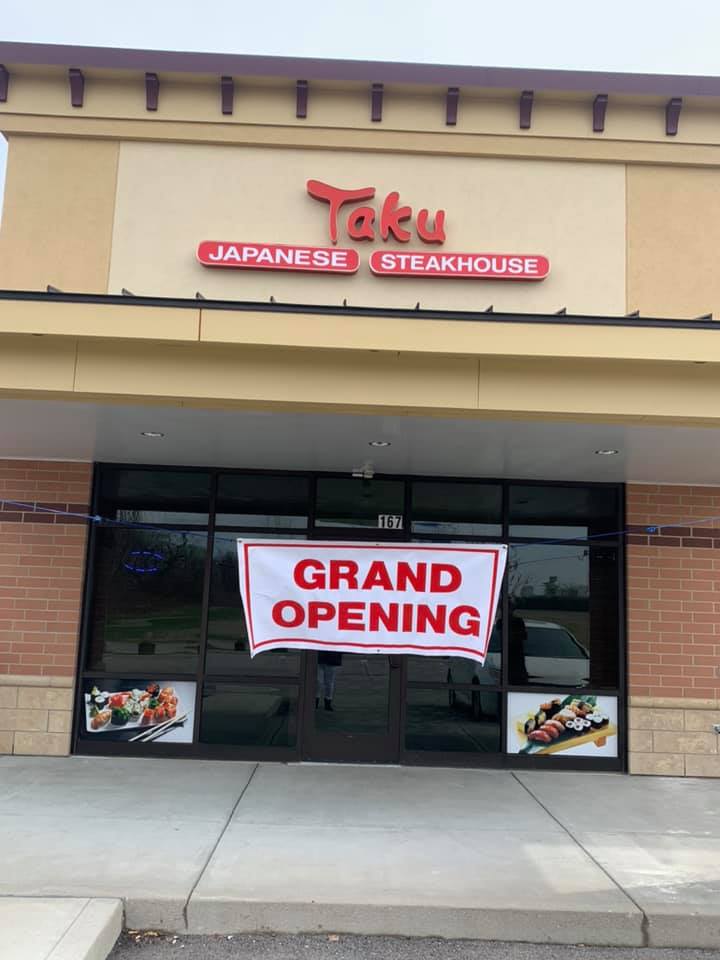 Taku
JAPANESE STEAKHOUSE
167
GRAND
OPENING